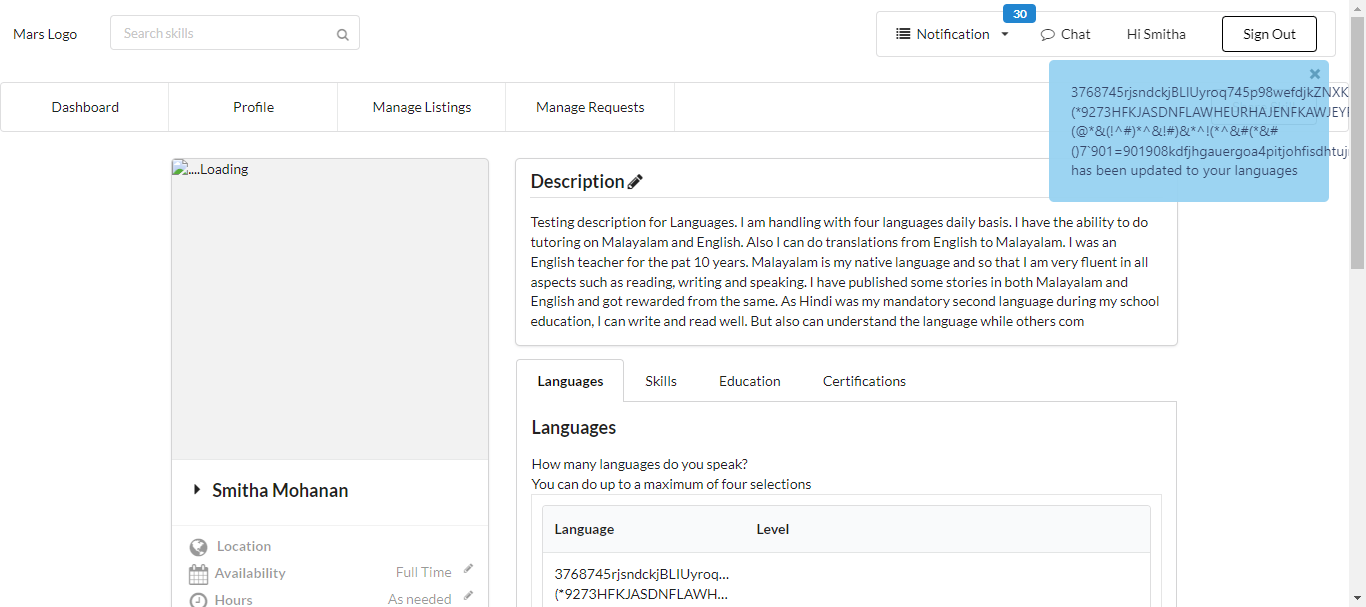 30
Mars Logo
Search skills
Notification
Chat
Hi Smitha
Sign Out
Dashboard
Profile
Manage Listings
Manage Requests
3768745rjsndckjBLIUyroq745p98wefdjkZNXK
(*9273HFKJASDNFLAWHEURHAJENFKAWJEY
(@*&(!^#)*^&!#)&*^!(*^&#(*&#
()7`901=901908kdfjhgauergoa4pitjohfisdhtuj
has been updated to your languages
....Loading
Description
Testing description for Languages. I am handling with four languages daily basis. I have the ability to do
tutoring on Malayalam and English. Also I can do translations from English to Malayalam. I was an
English teacher for the pat 10 years. Malayalam is my native language and so that I am very fluent in all
aspects such as reading, writing and speaking. I have published some stories in both Malayalam and
English and got rewarded from the same. As Hindi was my mandatory second language during my school
education, I can write and read well. But also can understand the language while others com
Languages
Skills
Education
Certifications
Languages
How many languages do you speak?
You can do up to a maximum of four selections
Language
Level
3768745rjsndckjBLIUyroq...
(*9273HFKJASDNFLAWH...
Smitha Mohanan
Location
Availability
Full Time
Hours
As needed